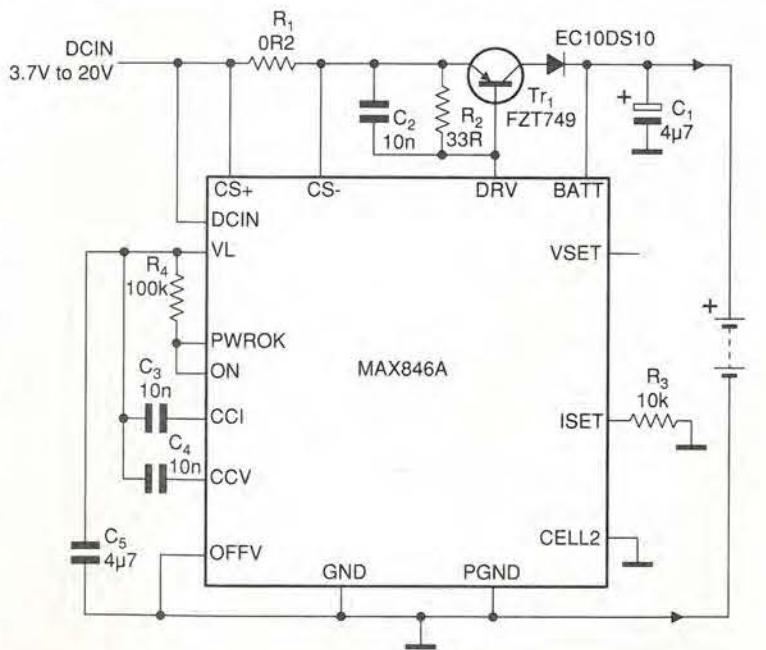 R1
0R2
DCIN
3.7V to 20V
EC10DS10
Tr1
FZT749
C2
10n
R2
33R
+
C1
4µ7
CS+
CS-
DRV
BATT
DCIN
VL
VSET
R4
100k
PWROK
ON
MAX846A
+
C3
10n
CCI
R3
10k
ISET
C4
10n
CCV
C5
4µ7
OFFV
CELL2
GND
PGND